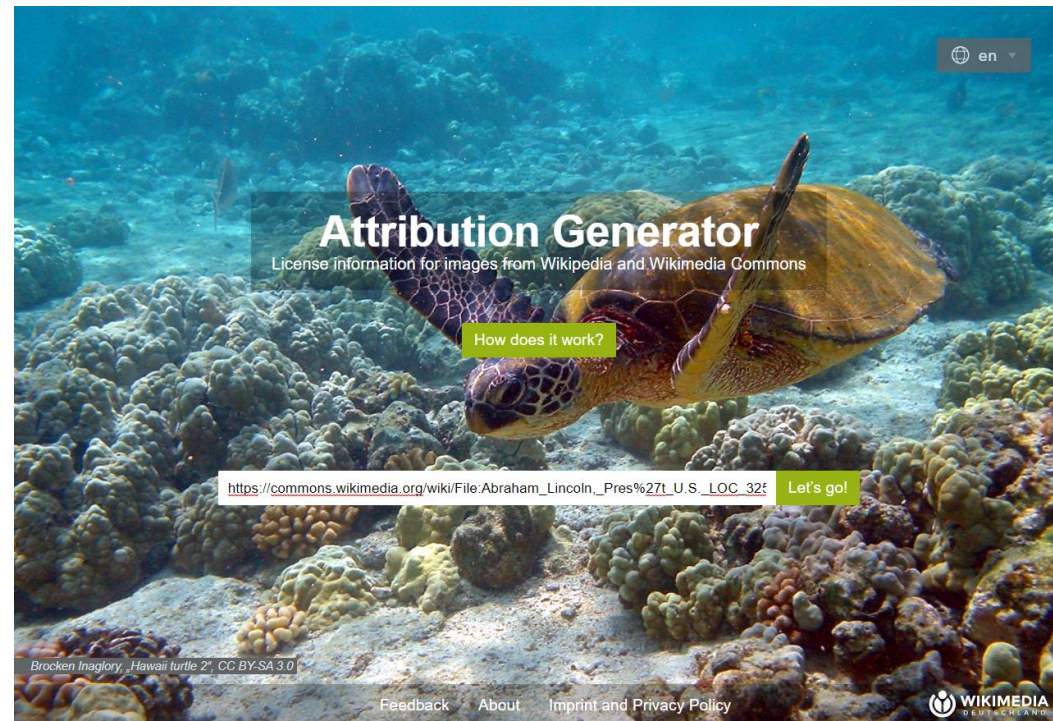 en
Attribution Generator
License information for images from Wikipedia and Wikimedia Commons
How does it work?
https://commons.wikimedia.org/wiki/File:Abraham_Lincoln,_Pres%27t_U.S._LOC_325
Let's go!
Brocken Inaglory, „Hawaii turtle 2“, CC BY-SA 3.0
Feedback About Imprint and Privacy Policy
WIKIMEDIA
DEUTSCHLAND